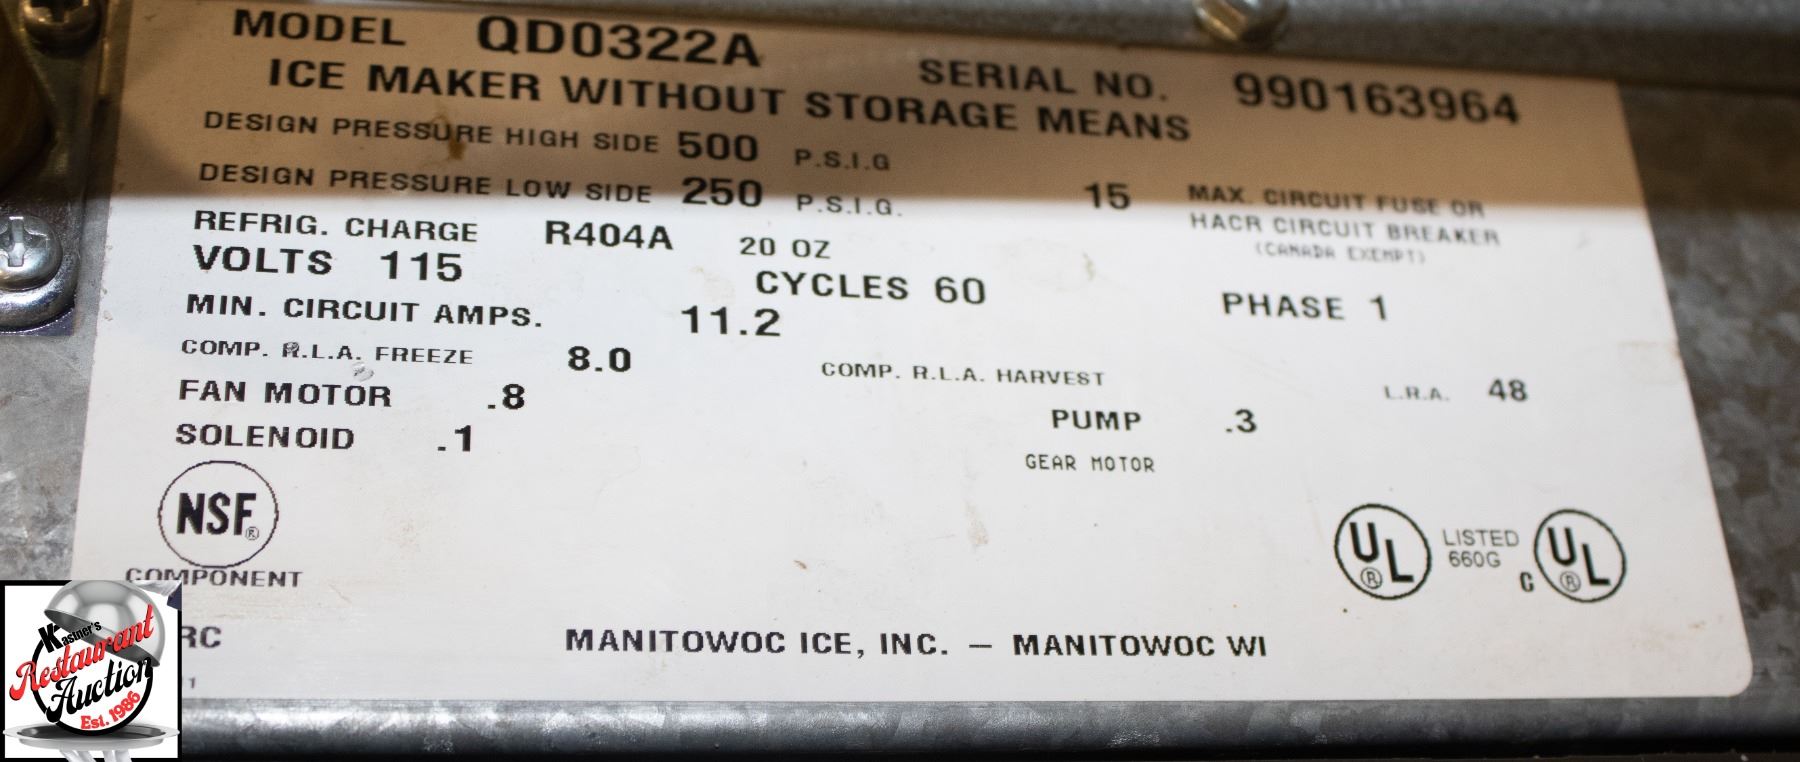 MODEL QD0322A
SERIAL NO. 990163964
ICE MAKER WITHOUT STORAGE MEANS
DESIGN PRESSURE HIGH SIDE 500 P.S.I.G
DESIGN PRESSURE LOW SIDE 250 P.S.I.G.
15 MAX. CIRCUIT FUSE OR
HACR CIRCUIT BREAKER
(CANADA EXEMPT)
REFRIG. CHARGE R404A 20 OZ
VOLTS 115 CYCLES 60 PHASE 1
MIN. CIRCUIT AMPS. 11.2
COMP. R.L.A. FREEZE 8.0 COMP. R.L.A. HARVEST L.R.A. 48
FAN MOTOR .8 PUMP .3
SOLENOID .1 GEAR MOTOR
NSF®
COMPONENT
UL® LISTED 660G C UL®
RC
MANITOWOC ICE, INC. — MANITOWOC WI
1
Kastner's
Restaurant
Auction
Est. 1986